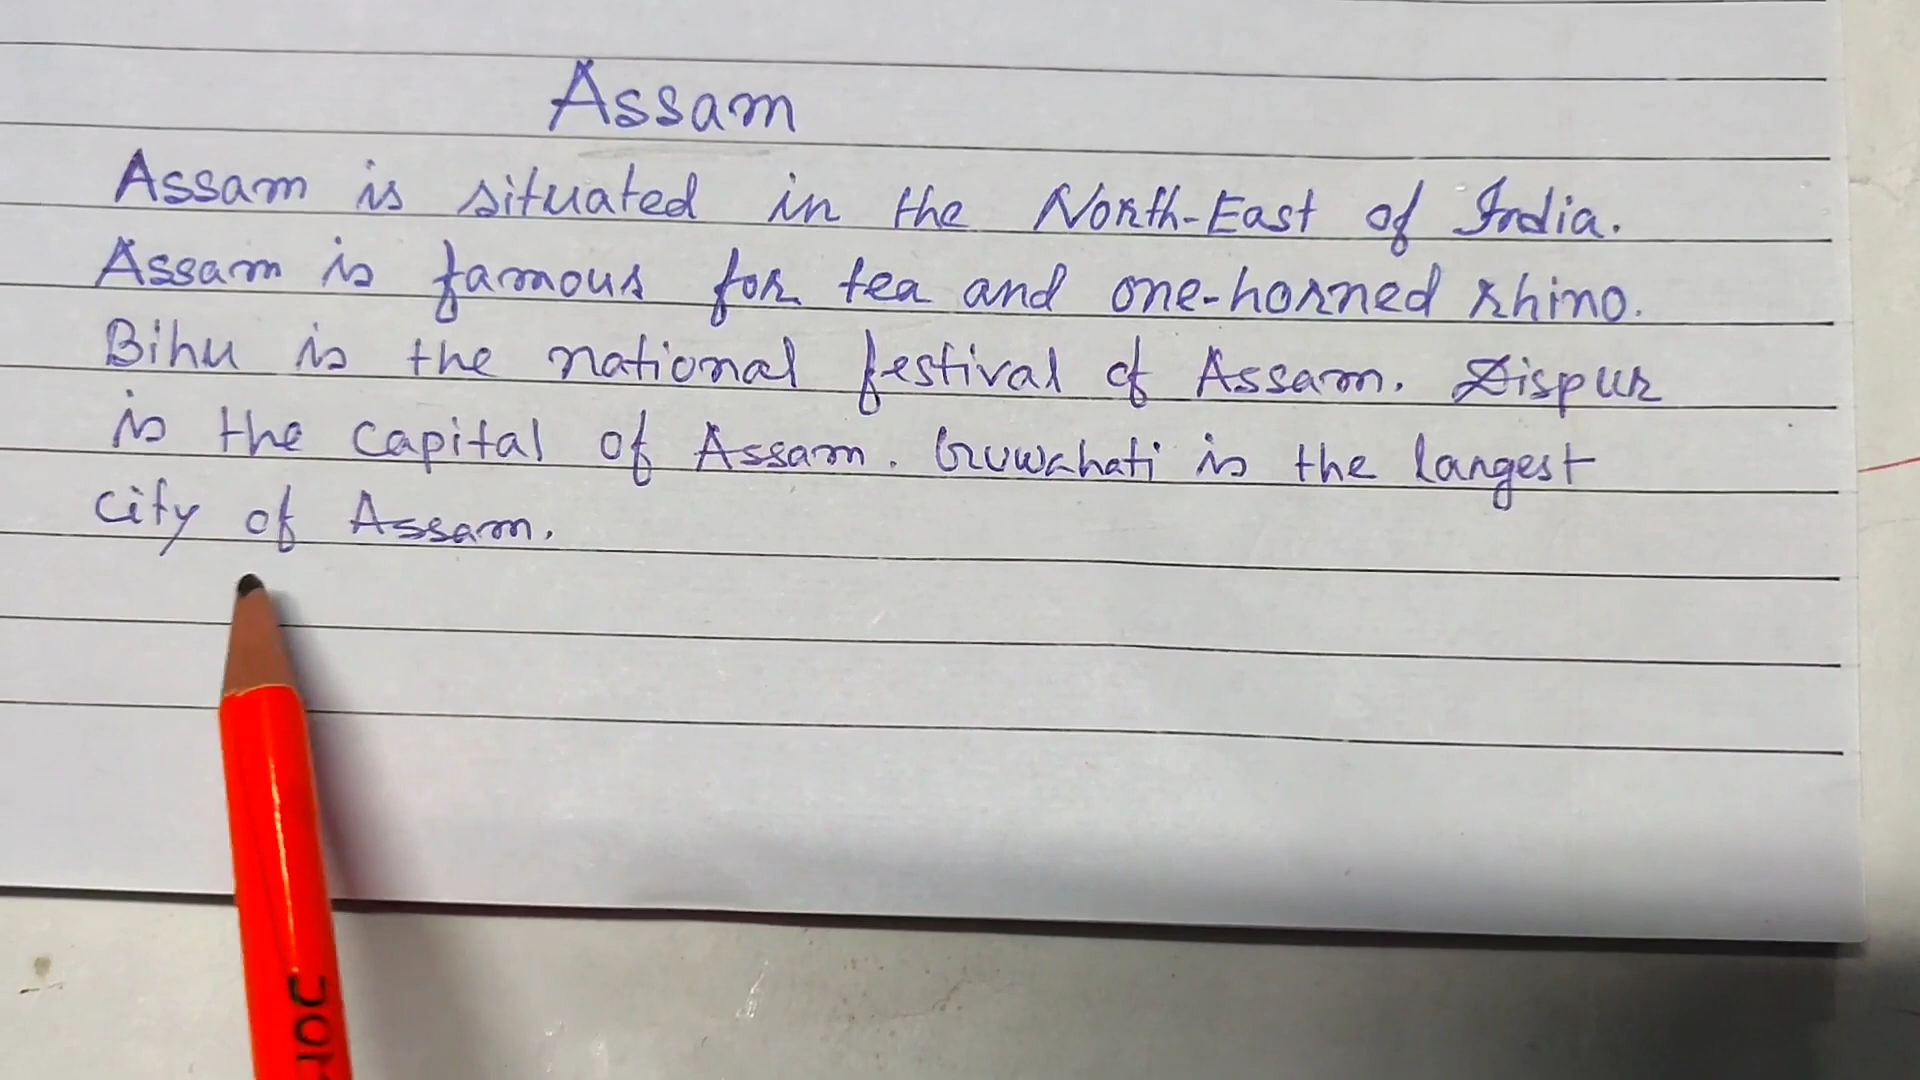 Assam
Assam is situated in the North-East of India.
Assam is famous for tea and one-horned rhino.
Bihu is the national festival of Assam. Dispur
is the capital of Assam. Guwahati is the largest
city of Assam.